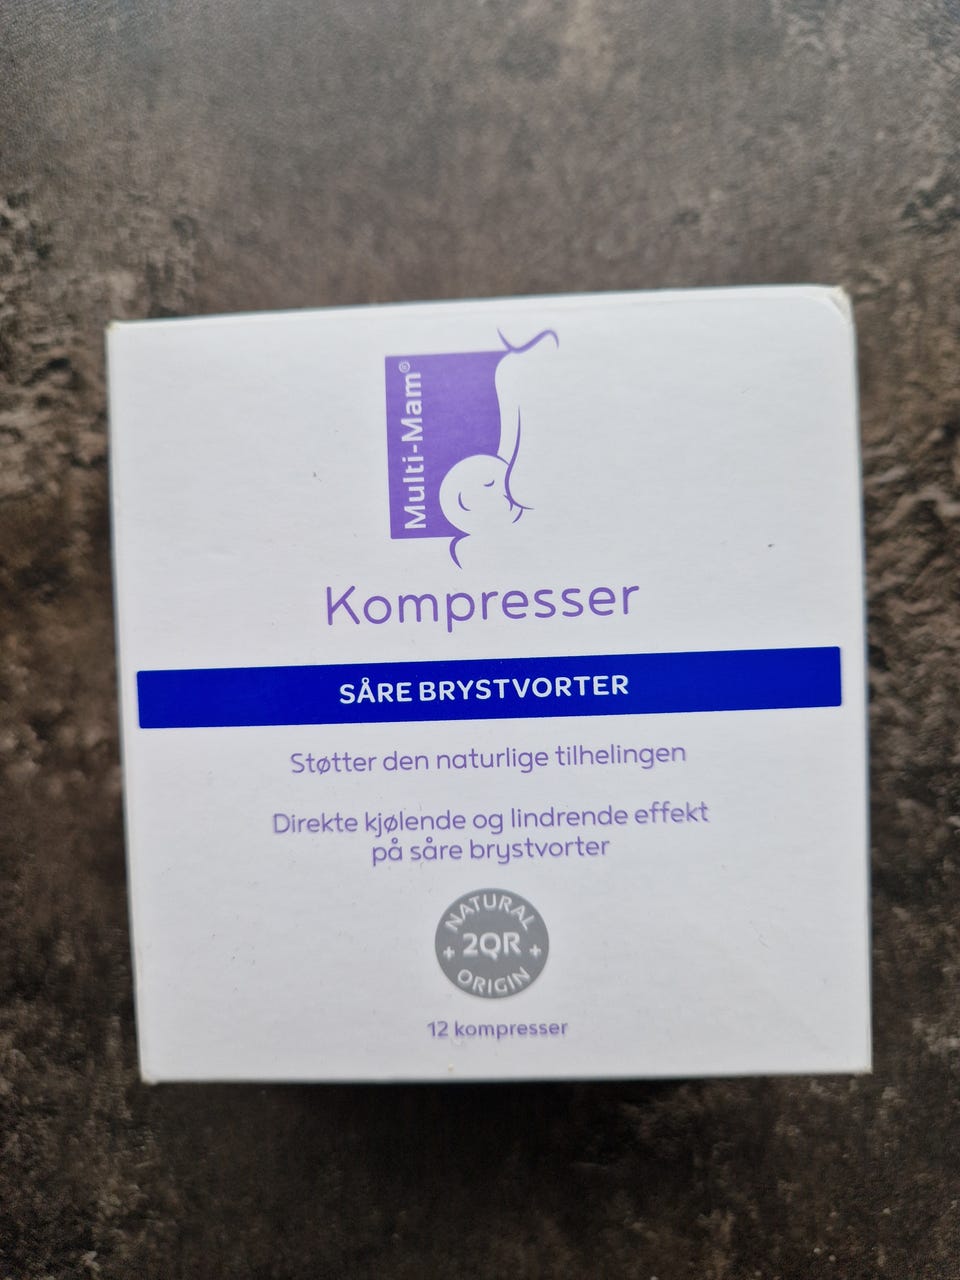 Multi-Mam®
Kompresser
SÅRE BRYSTVORTER
Støtter den naturlige tilhelingen
Direkte kjølende og lindrende effekt
på såre brystvorter
NATURAL
+ 2QR +
ORIGIN
12 kompresser